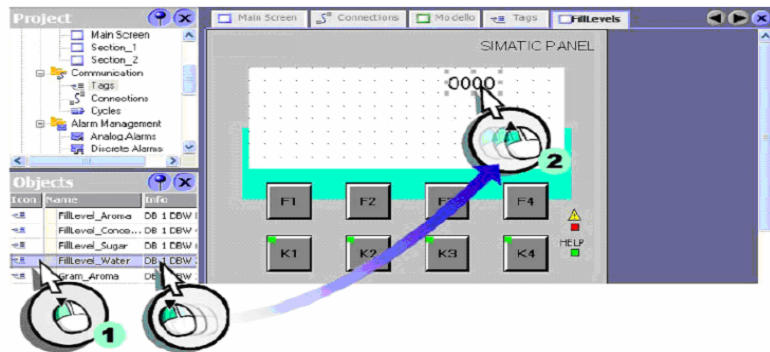 Project
Main Screen
Connections
Modello
Tags
FillLevels
Main Screen
Section_1
Section_2
Communication
Tags
Connections
Cycles
Alarm Management
Analog Alarms
Discrete Alarms
SIMATIC PANEL
0000
2
Objects
Icon Name Info
FillLevel_Aroma DB 1 DBW
FillLevel_Conce... DB 1 DBW
FillLevel_Sugar DB 1 DBW
FillLevel_Water DB 1 DBW
Gram_Aroma DBW
F1 F2 F3 F4
HELP
K1 K2 K3 K4
1